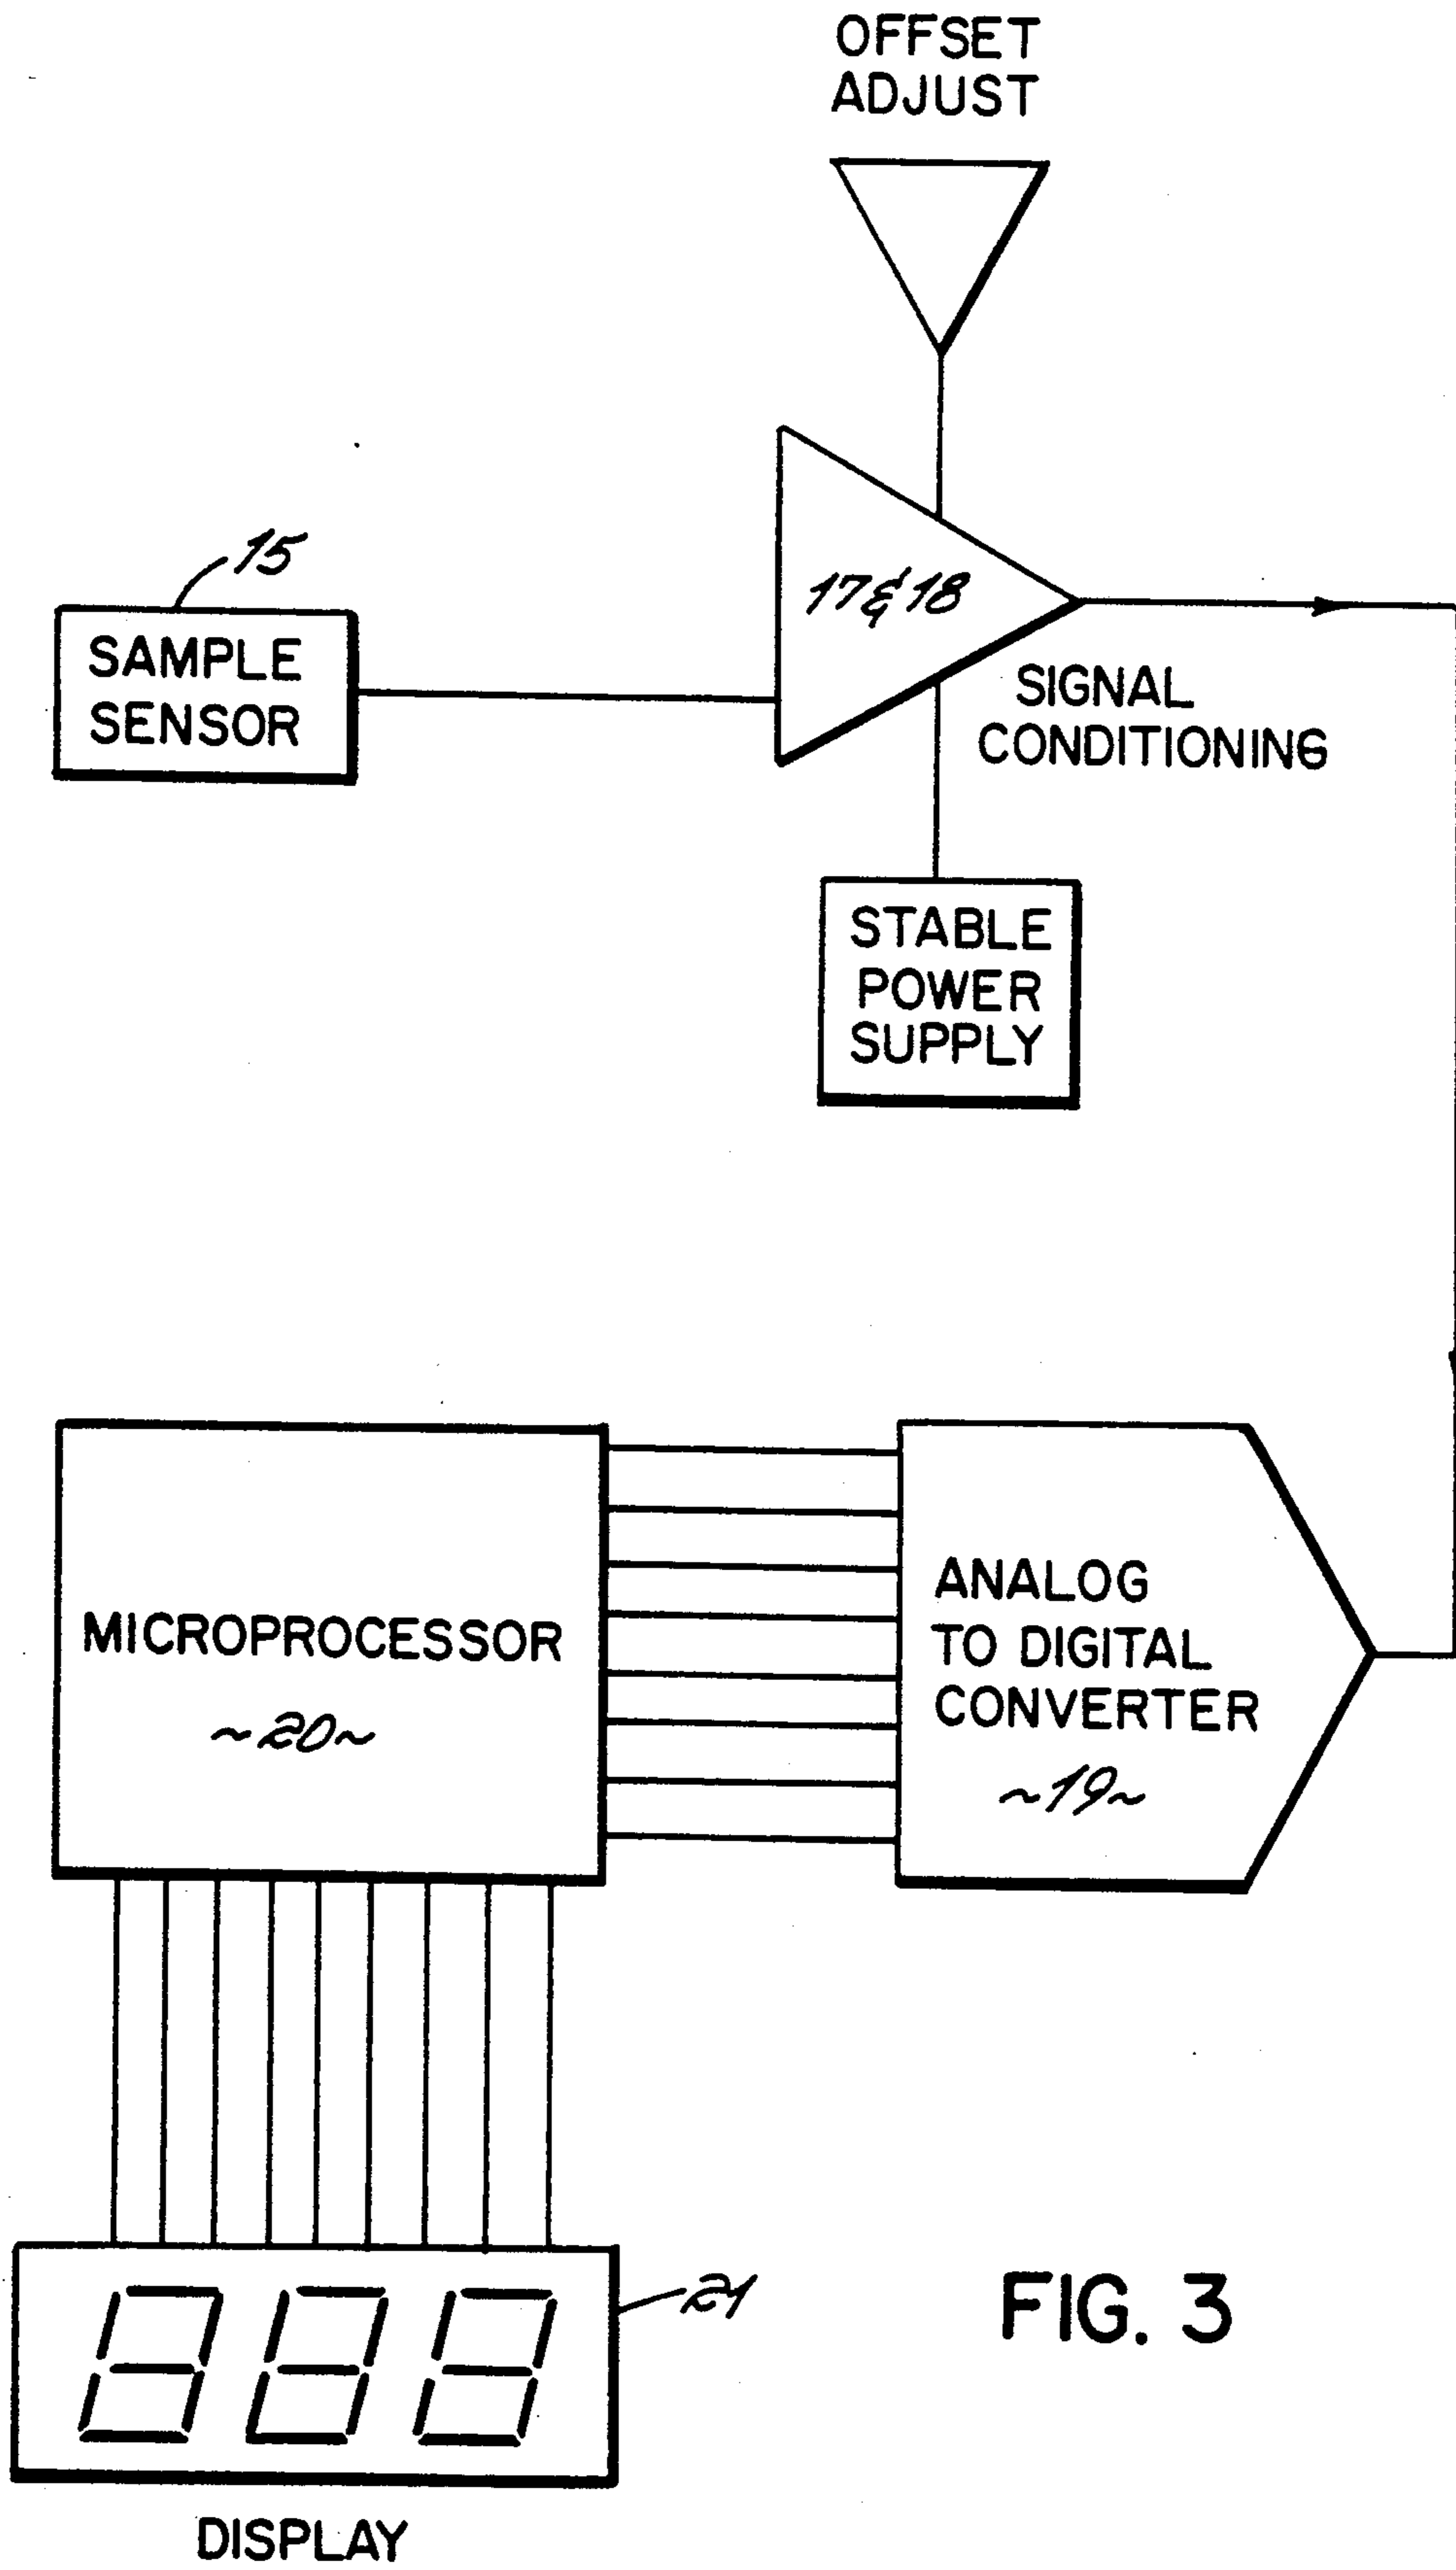 OFFSET
ADJUST
15
SAMPLE
SENSOR
17 & 18
SIGNAL
CONDITIONING
STABLE
POWER
SUPPLY
MICROPROCESSOR
~20~
ANALOG
TO DIGITAL
CONVERTER
~19~
888
21
FIG. 3
DISPLAY